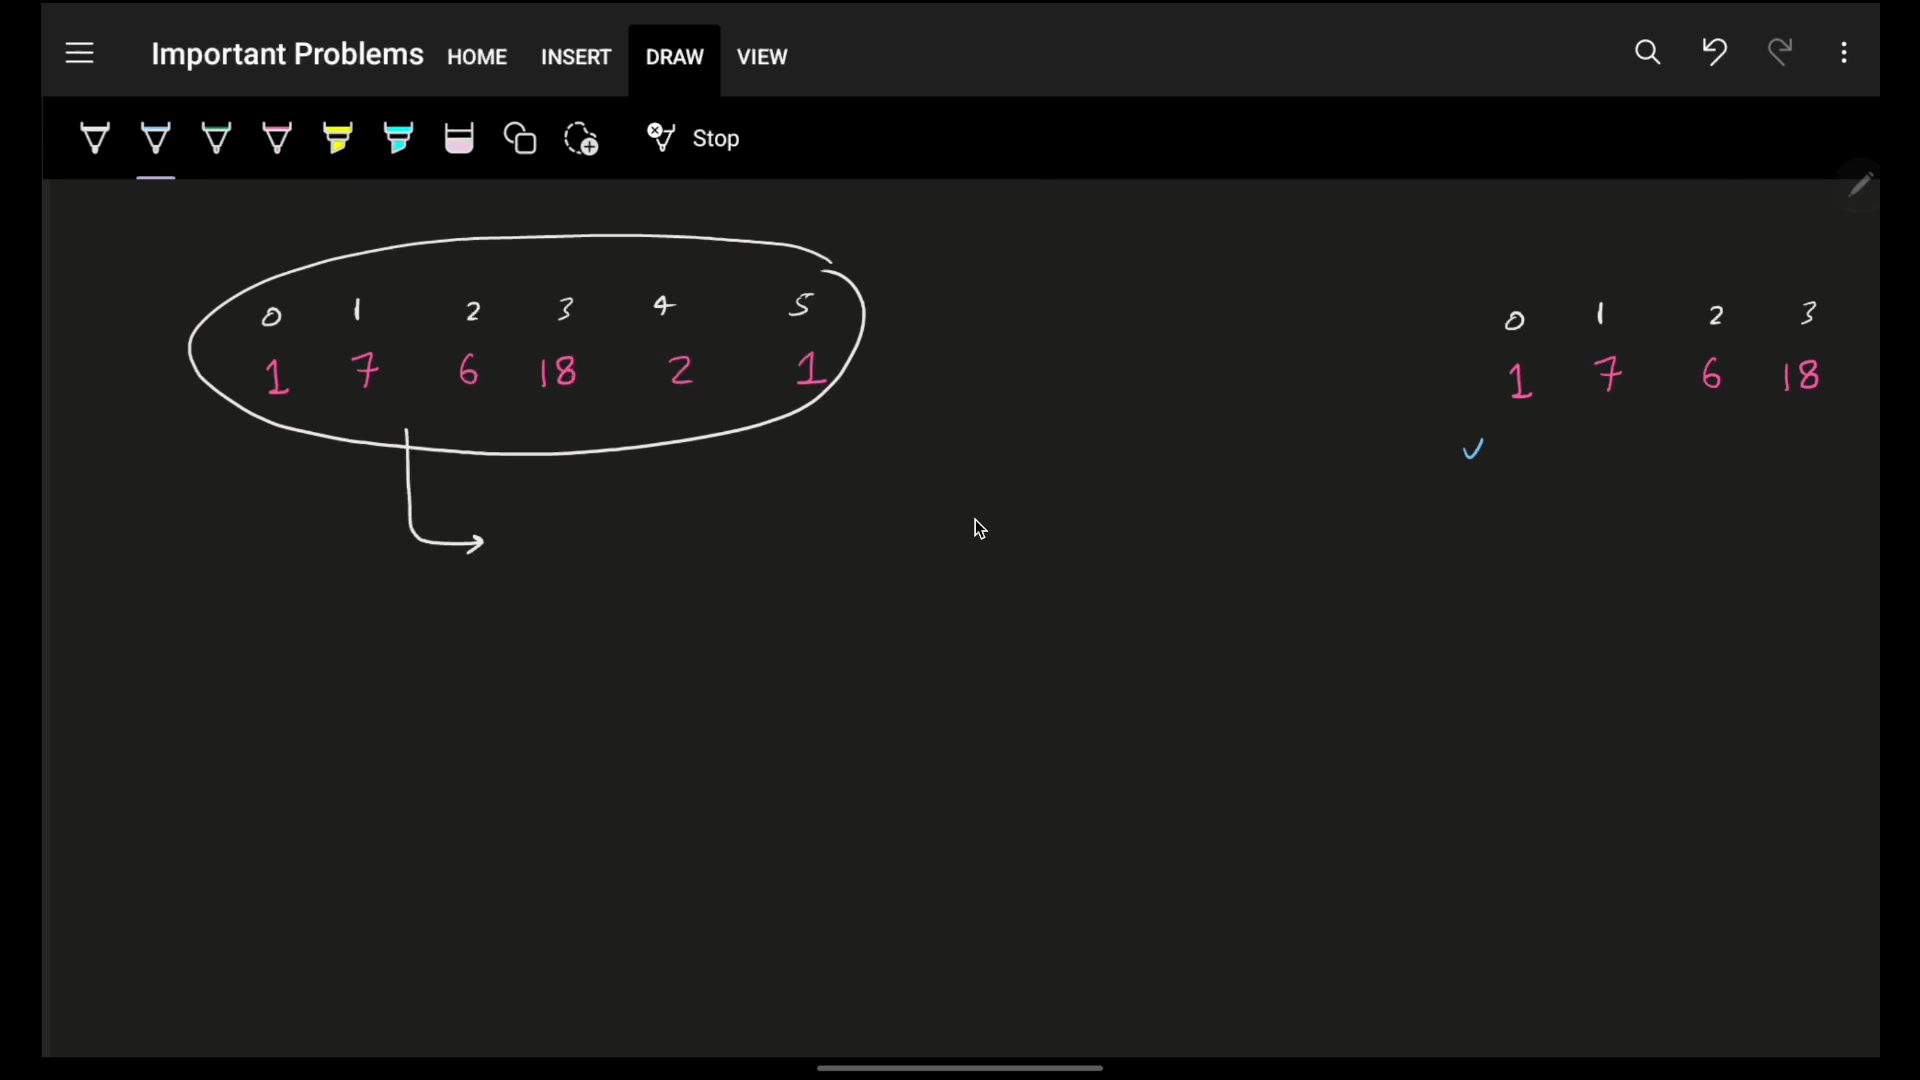 Important Problems HOME INSERT DRAW VIEW
Stop
0 1 2 3 4 5
1 7 6 18 2 1
0 1 2 3
1 7 6 18